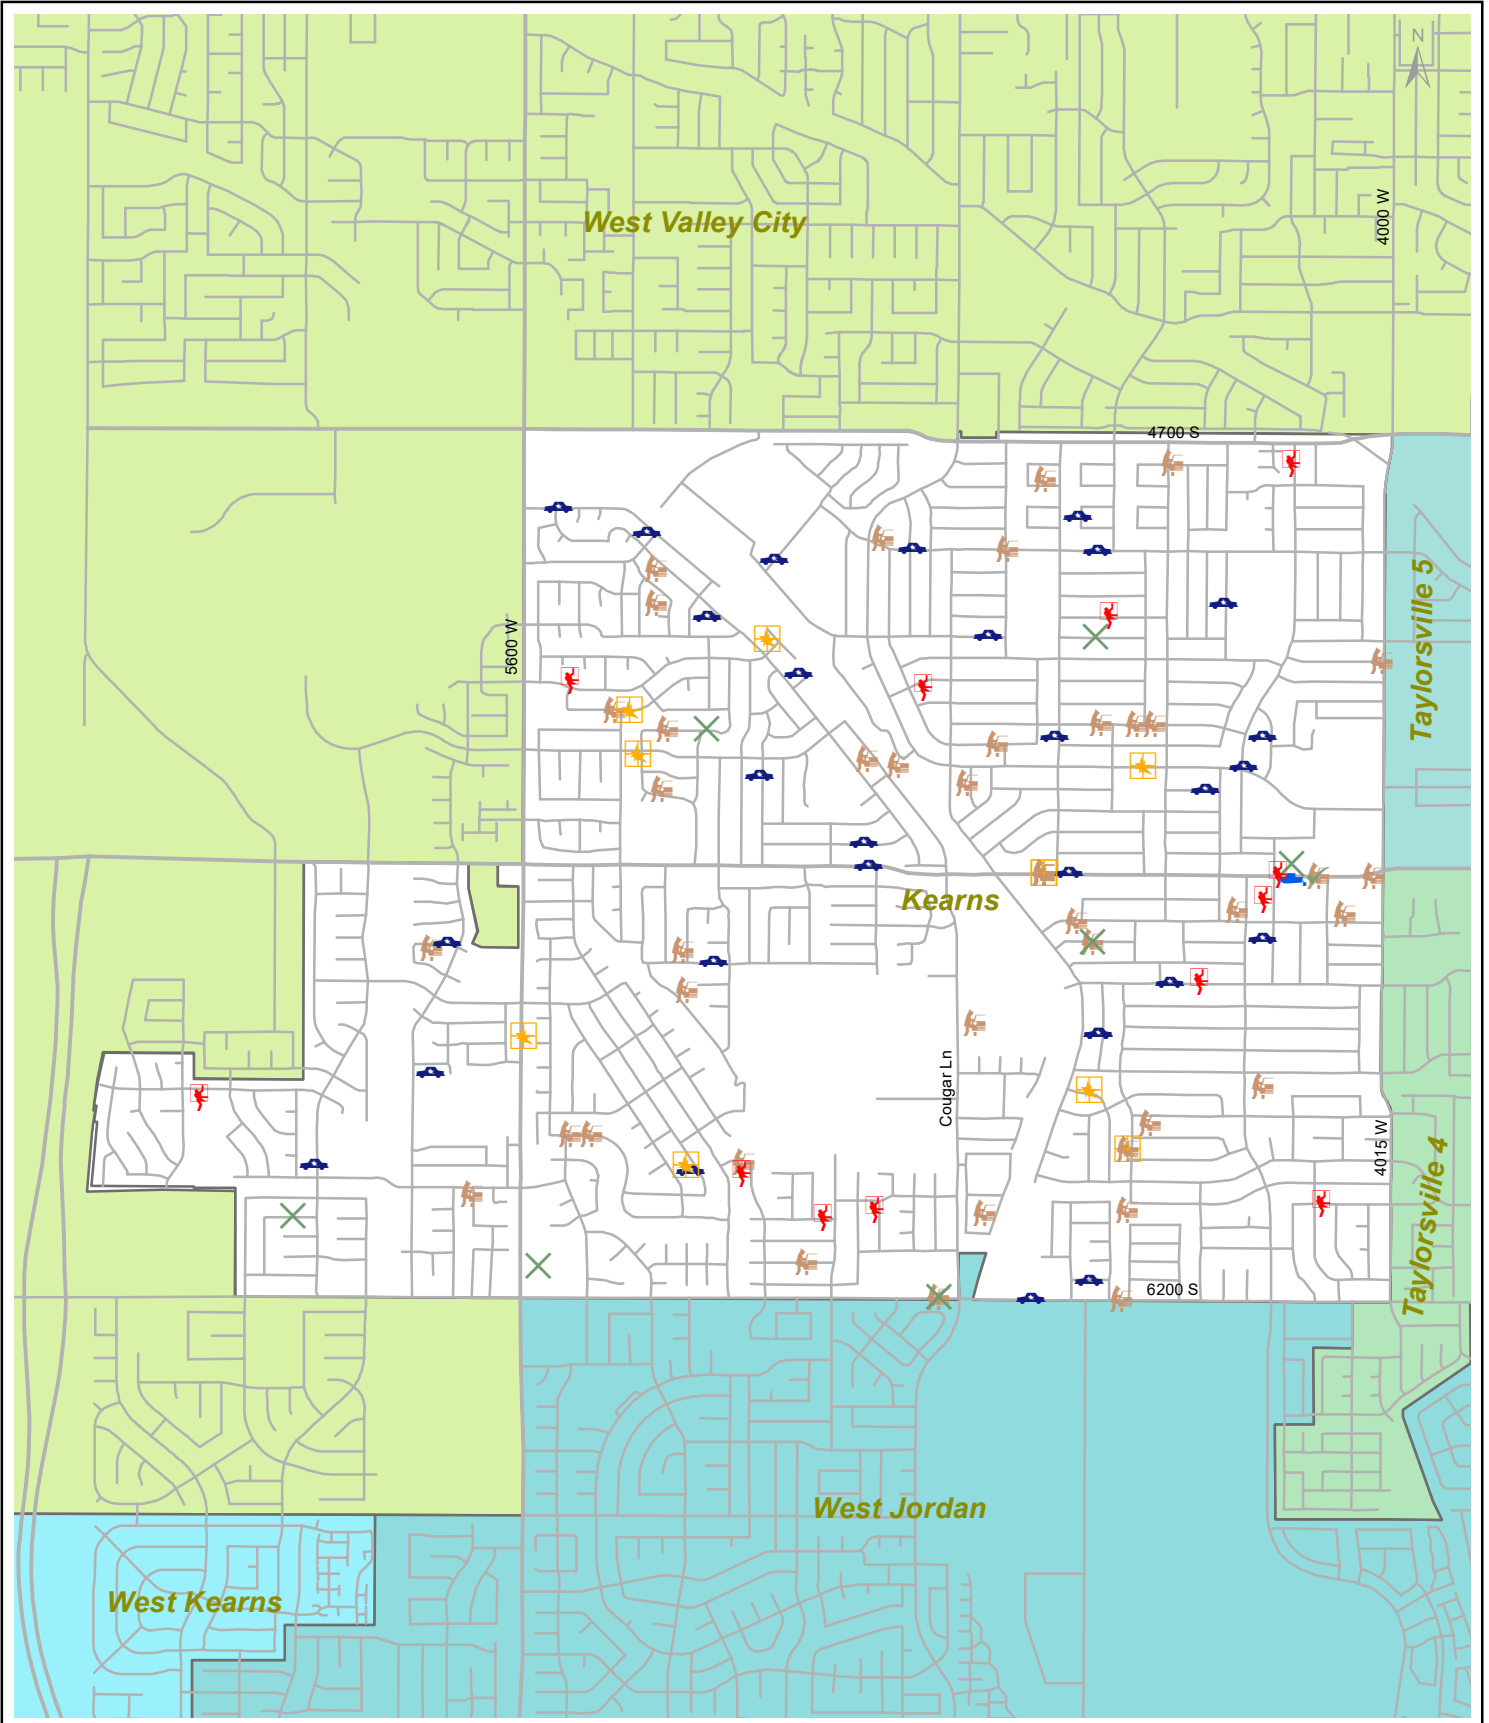 N
4000 W
West Valley City
4700 S
Taylorsville 5
5600 W
Kearns
Cougar Ln
4015 W
Taylorsville 4
6200 S
West Jordan
West Kearns